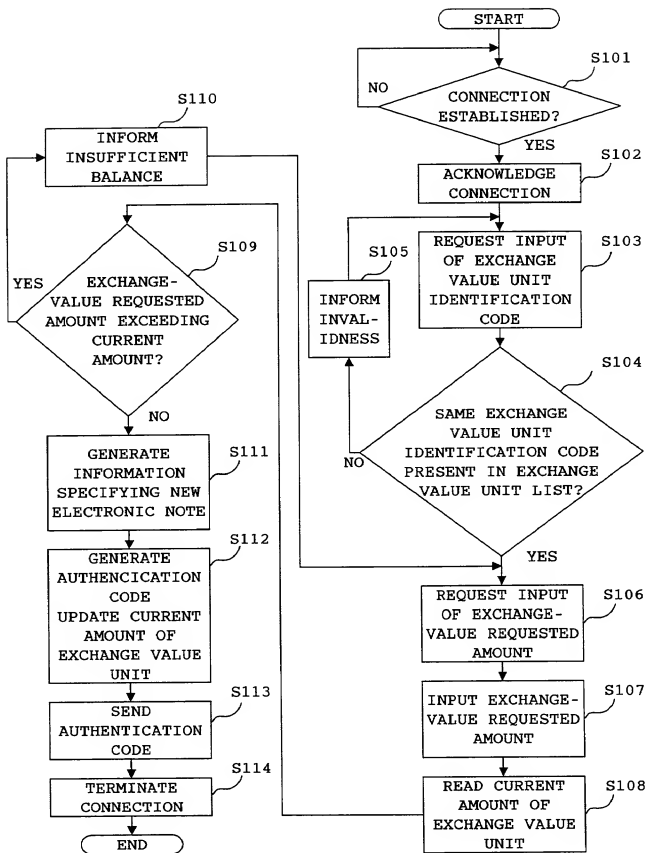 START
S101
NO
CONNECTION
ESTABLISHED?
YES
S102
ACKNOWLEDGE
CONNECTION
S103
REQUEST INPUT
OF EXCHANGE
VALUE UNIT
IDENTIFICATION
CODE
S105
INFORM
INVAL-
IDNESS
S104
SAME EXCHANGE
VALUE UNIT
IDENTIFICATION CODE
PRESENT IN EXCHANGE
VALUE UNIT LIST?
NO
YES
S106
REQUEST INPUT
OF EXCHANGE-
VALUE REQUESTED
AMOUNT
S107
INPUT EXCHANGE-
VALUE REQUESTED
AMOUNT
S108
READ CURRENT
AMOUNT OF
EXCHANGE VALUE
UNIT
S110
INFORM
INSUFFICIENT
BALANCE
S109
YES
EXCHANGE-
VALUE REQUESTED
AMOUNT EXCEEDING
CURRENT
AMOUNT?
NO
S111
GENERATE
INFORMATION
SPECIFYING NEW
ELECTRONIC NOTE
S112
GENERATE
AUTHENCICATION
CODE
UPDATE CURRENT
AMOUNT OF
EXCHANGE VALUE
UNIT
S113
SEND
AUTHENTICATION
CODE
S114
TERMINATE
CONNECTION
END